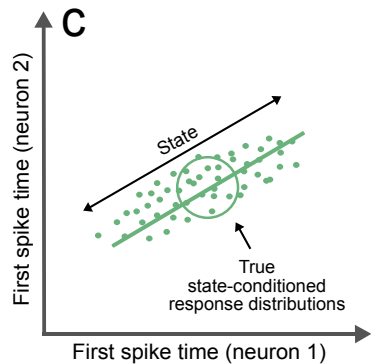 C
First spike time (neuron 2)
State
True
state-conditioned
response distributions
First spike time (neuron 1)